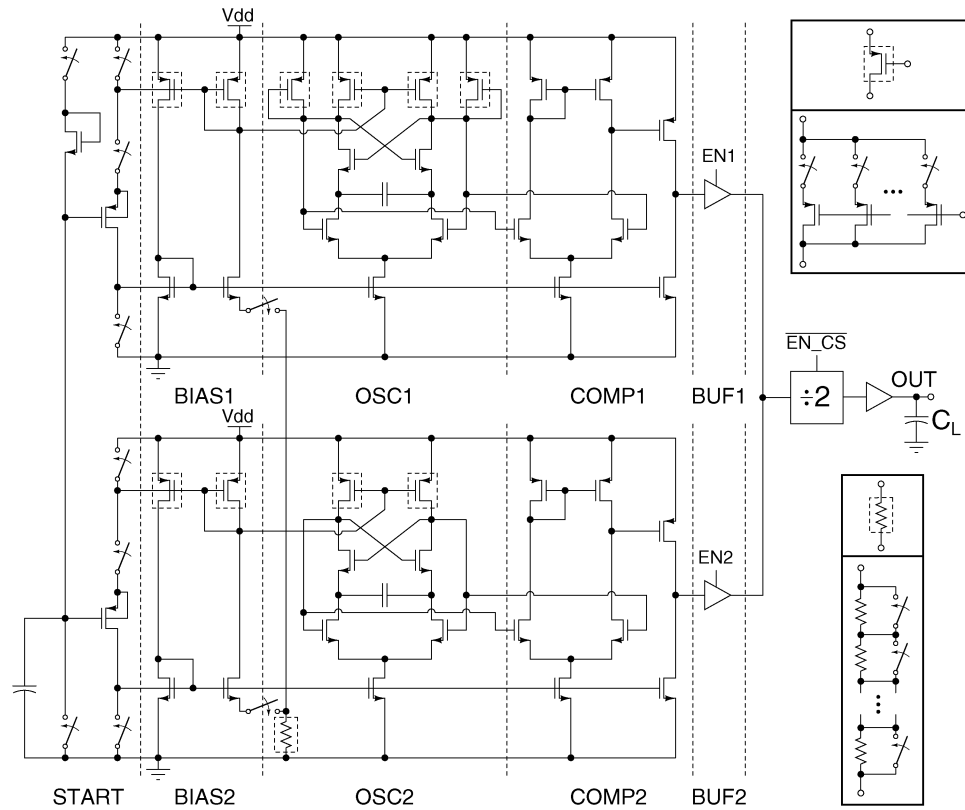 Vdd
EN1
EN_CS
BIAS1 OSC1 COMP1 BUF1
÷2
OUT
C_L
Vdd
EN2
START BIAS2 OSC2 COMP2 BUF2